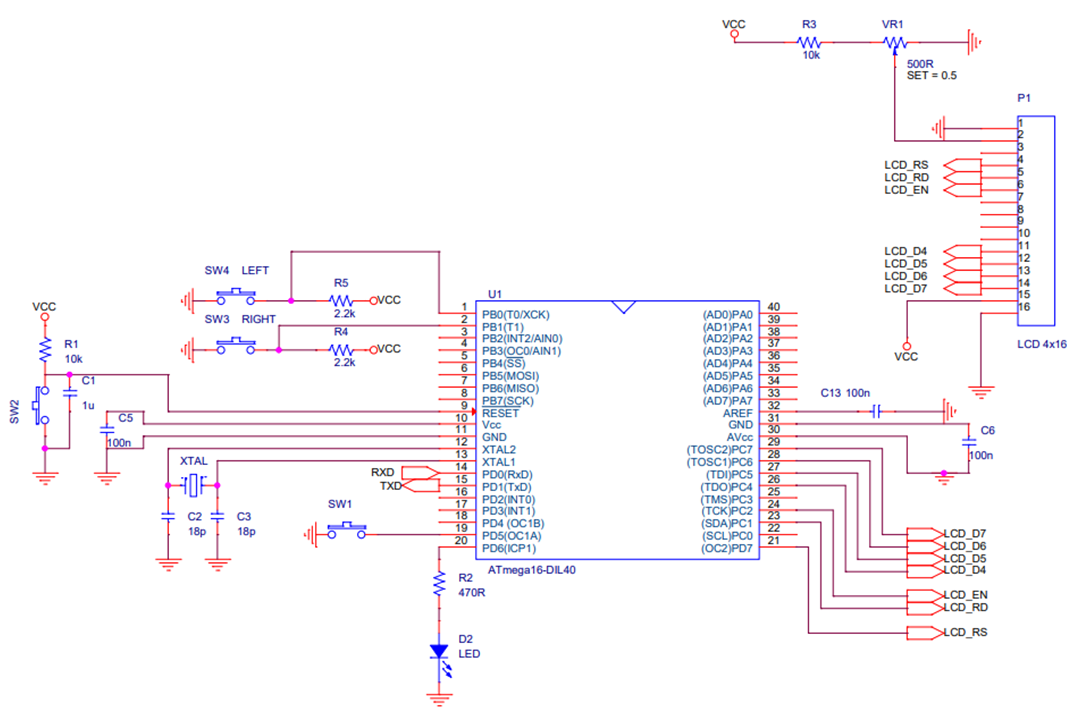 VCC
R3
VR1
10k
500R
SET = 0.5
P1
1
2
3
4
5
6
7
8
9
10
11
12
13
14
15
16
LCD_RS
LCD_RD
LCD_EN
LCD_D4
LCD_D5
LCD_D6
LCD_D7
VCC
LCD 4x16
SW4 LEFT
R5
VCC
2.2k
SW3 RIGHT
R4
VCC
2.2k
VCC
R1
10k
C1
1u
SW2
C5
100n
XTAL
C2
18p
C3
18p
RXD
TXD
SW1
R2
470R
D2
LED
U1
1 PB0(T0/XCK)
2 PB1(T1)
3 PB2(INT2/AIN0)
4 PB3(OC0/AIN1)
5 PB4(SS)
6 PB5(MOSI)
7 PB6(MISO)
8 PB7(SCK)
9 RESET
10 Vcc
11 GND
12 XTAL2
13 XTAL1
14 PD0(RxD)
15 PD1(TxD)
16 PD2(INT0)
17 PD3(INT1)
18 PD4 (OC1B)
19 PD5(OC1A)
20 PD6(ICP1)
(AD0)PA0 40
(AD1)PA1 39
(AD2)PA2 38
(AD3)PA3 37
(AD4)PA4 36
(AD5)PA5 35
(AD6)PA6 34
(AD7)PA7 33
AREF 32
GND 31
AVcc 30
(TOSC2)PC7 29
(TOSC1)PC6 28
(TDI)PC5 27
(TDO)PC4 26
(TMS)PC3 25
(TCK)PC2 24
(SDA)PC1 23
(SCL)PC0 22
(OC2)PD7 21
ATmega16-DIL40
C13 100n
C6
100n
LCD_D7
LCD_D6
LCD_D5
LCD_D4
LCD_EN
LCD_RD
LCD_RS